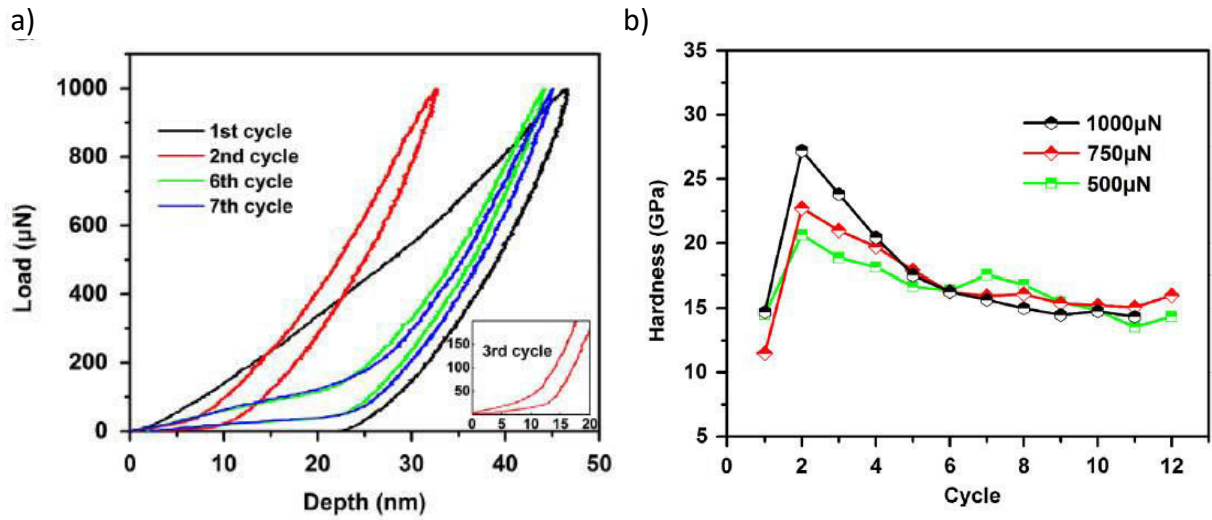 a)
b)
1000
800
600
400
200
0
Load (µN)
1st cycle
2nd cycle
6th cycle
7th cycle
3rd cycle
150
100
50
0 5 10 15 20
0 10 20 30 40 50
Depth (nm)
35
30
25
20
15
10
5
Hardness (GPa)
1000µN
750µN
500µN
0 2 4 6 8 10 12
Cycle